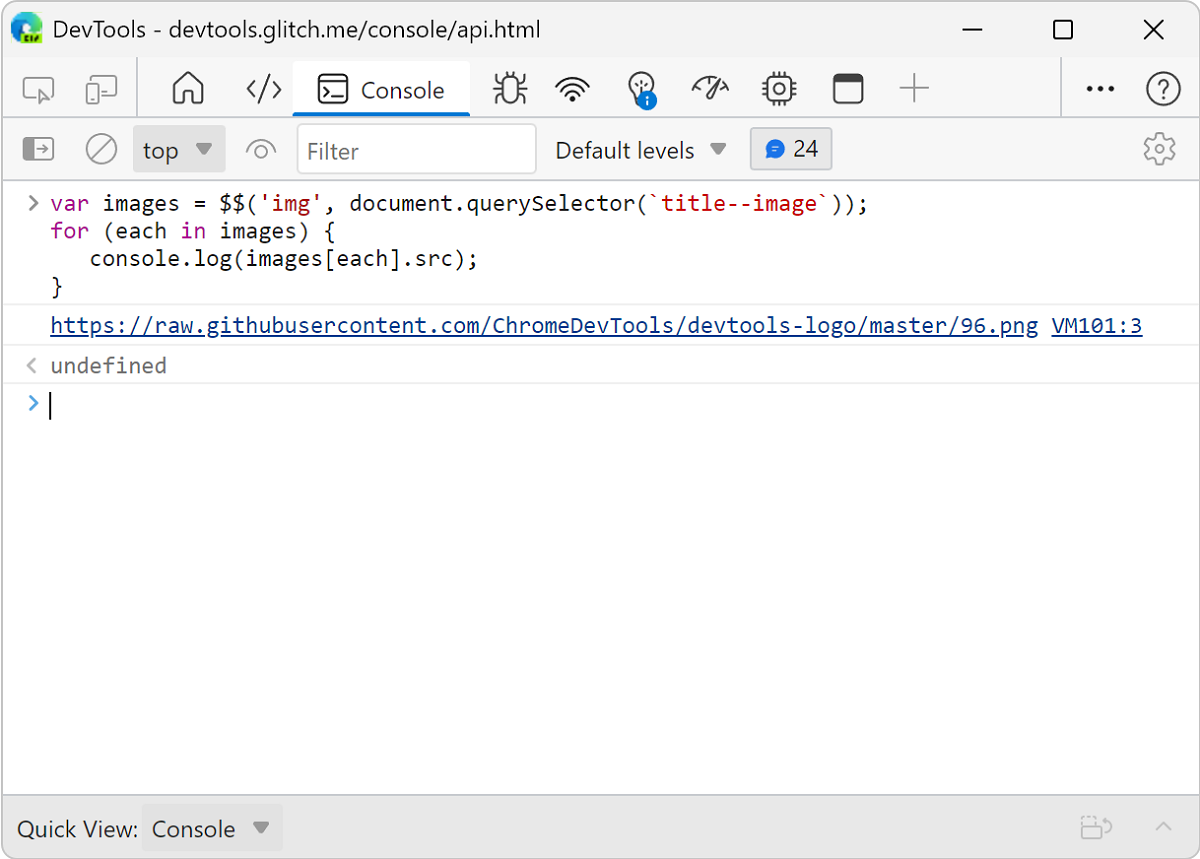 DevTools - devtools.glitch.me/console/api.html
Console
top Filter Default levels 24
var images = $$('img', document.querySelector(`title--image`));
for (each in images) {
   console.log(images[each].src);
}
https://raw.githubusercontent.com/ChromeDevTools/devtools-logo/master/96.png VM101:3
undefined
Quick View: Console